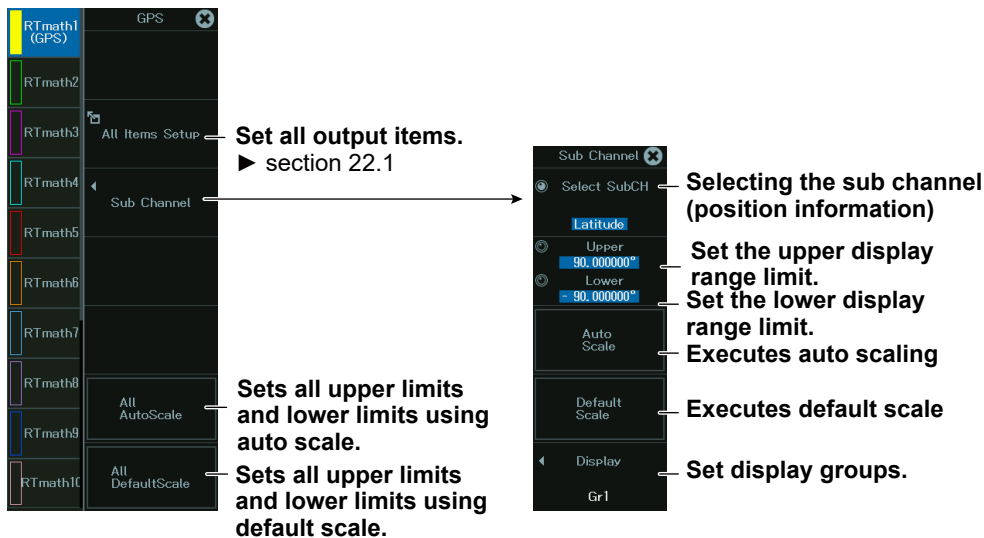 RTmath1
(GPS)
RTmath2
RTmath3
RTmath4
RTmath5
RTmath6
RTmath7
RTmath8
RTmath9
RTmath10
GPS
All Items Setup
Sub Channel
All
AutoScale
All
DefaultScale
Set all output items.
► section 22.1
Sets all upper limits
and lower limits using
auto scale.
Sets all upper limits
and lower limits using
default scale.
Sub Channel
Select SubCH
Latitude
Upper
90.000000°
Lower
- 90.000000°
Auto
Scale
Default
Scale
Display
Gr1
Selecting the sub channel
(position information)
Set the upper display
range limit.
Set the lower display
range limit.
Executes auto scaling
Executes default scale
Set display groups.